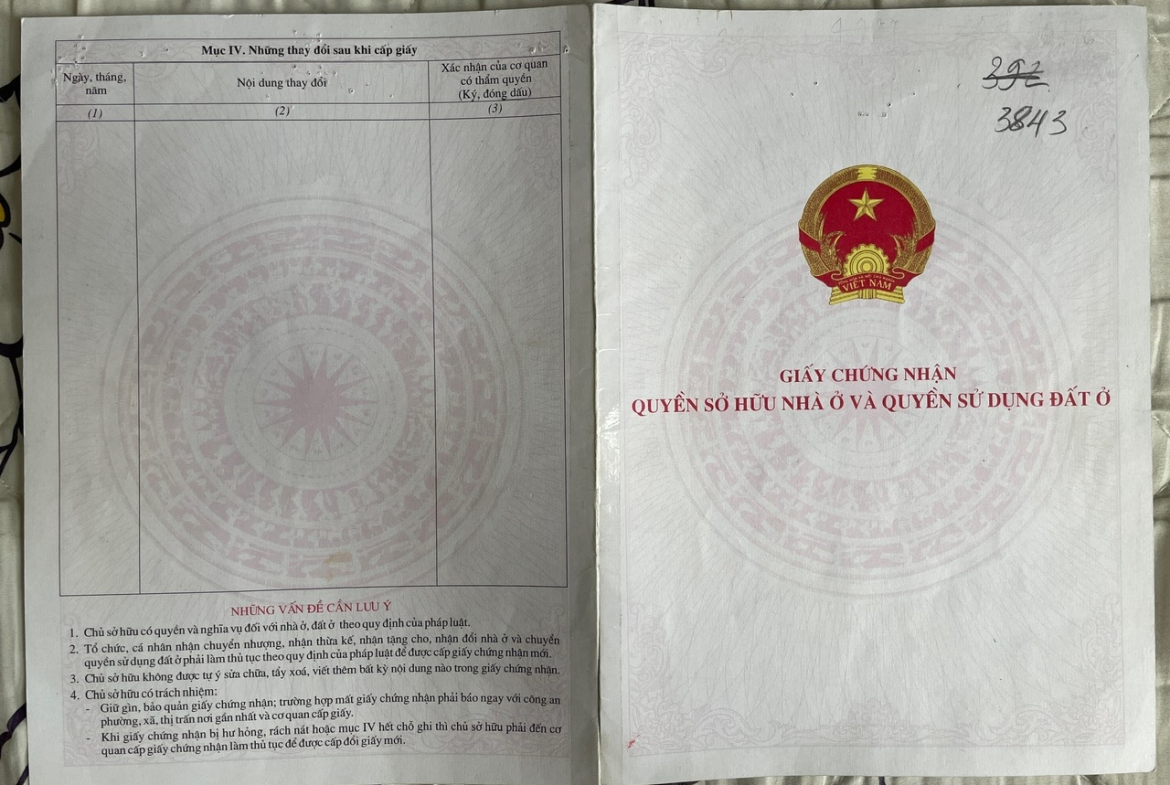 Mục IV. Những thay đổi sau khi cấp giấy
Ngày, tháng, năm
Nội dung thay đổi
Xác nhận của cơ quan có thẩm quyền (Ký, đóng dấu)
(1)
(2)
(3)
NHỮNG VẤN ĐỀ CẦN LƯU Ý
1. Chủ sở hữu có quyền và nghĩa vụ đối với nhà ở, đất ở theo quy định của pháp luật.
2. Tổ chức, cá nhân nhận chuyển nhượng, nhận thừa kế, nhận tặng cho, nhận đổi nhà ở và chuyển
quyền sử dụng đất ở phải làm thủ tục theo quy định của pháp luật để được cấp giấy chứng nhận mới.
3. Chủ sở hữu không được tự ý sửa chữa, tẩy xoá, viết thêm bất kỳ nội dung nào trong giấy chứng nhận.
4. Chủ sở hữu có trách nhiệm:
- Giữ gìn, bảo quản giấy chứng nhận; trường hợp mất giấy chứng nhận phải báo ngay với công an
phường, xã, thị trấn nơi gần nhất và cơ quan cấp giấy.
- Khi giấy chứng nhận bị hư hỏng, rách nát hoặc mục IV hết chỗ ghi thì chủ sở hữu phải đến cơ
quan cấp giấy chứng nhận làm thủ tục để được cấp đổi giấy mới.
3843
VIỆT NAM
GIẤY CHỨNG NHẬN
QUYỀN SỞ HỮU NHÀ Ở VÀ QUYỀN SỬ DỤNG ĐẤT Ở